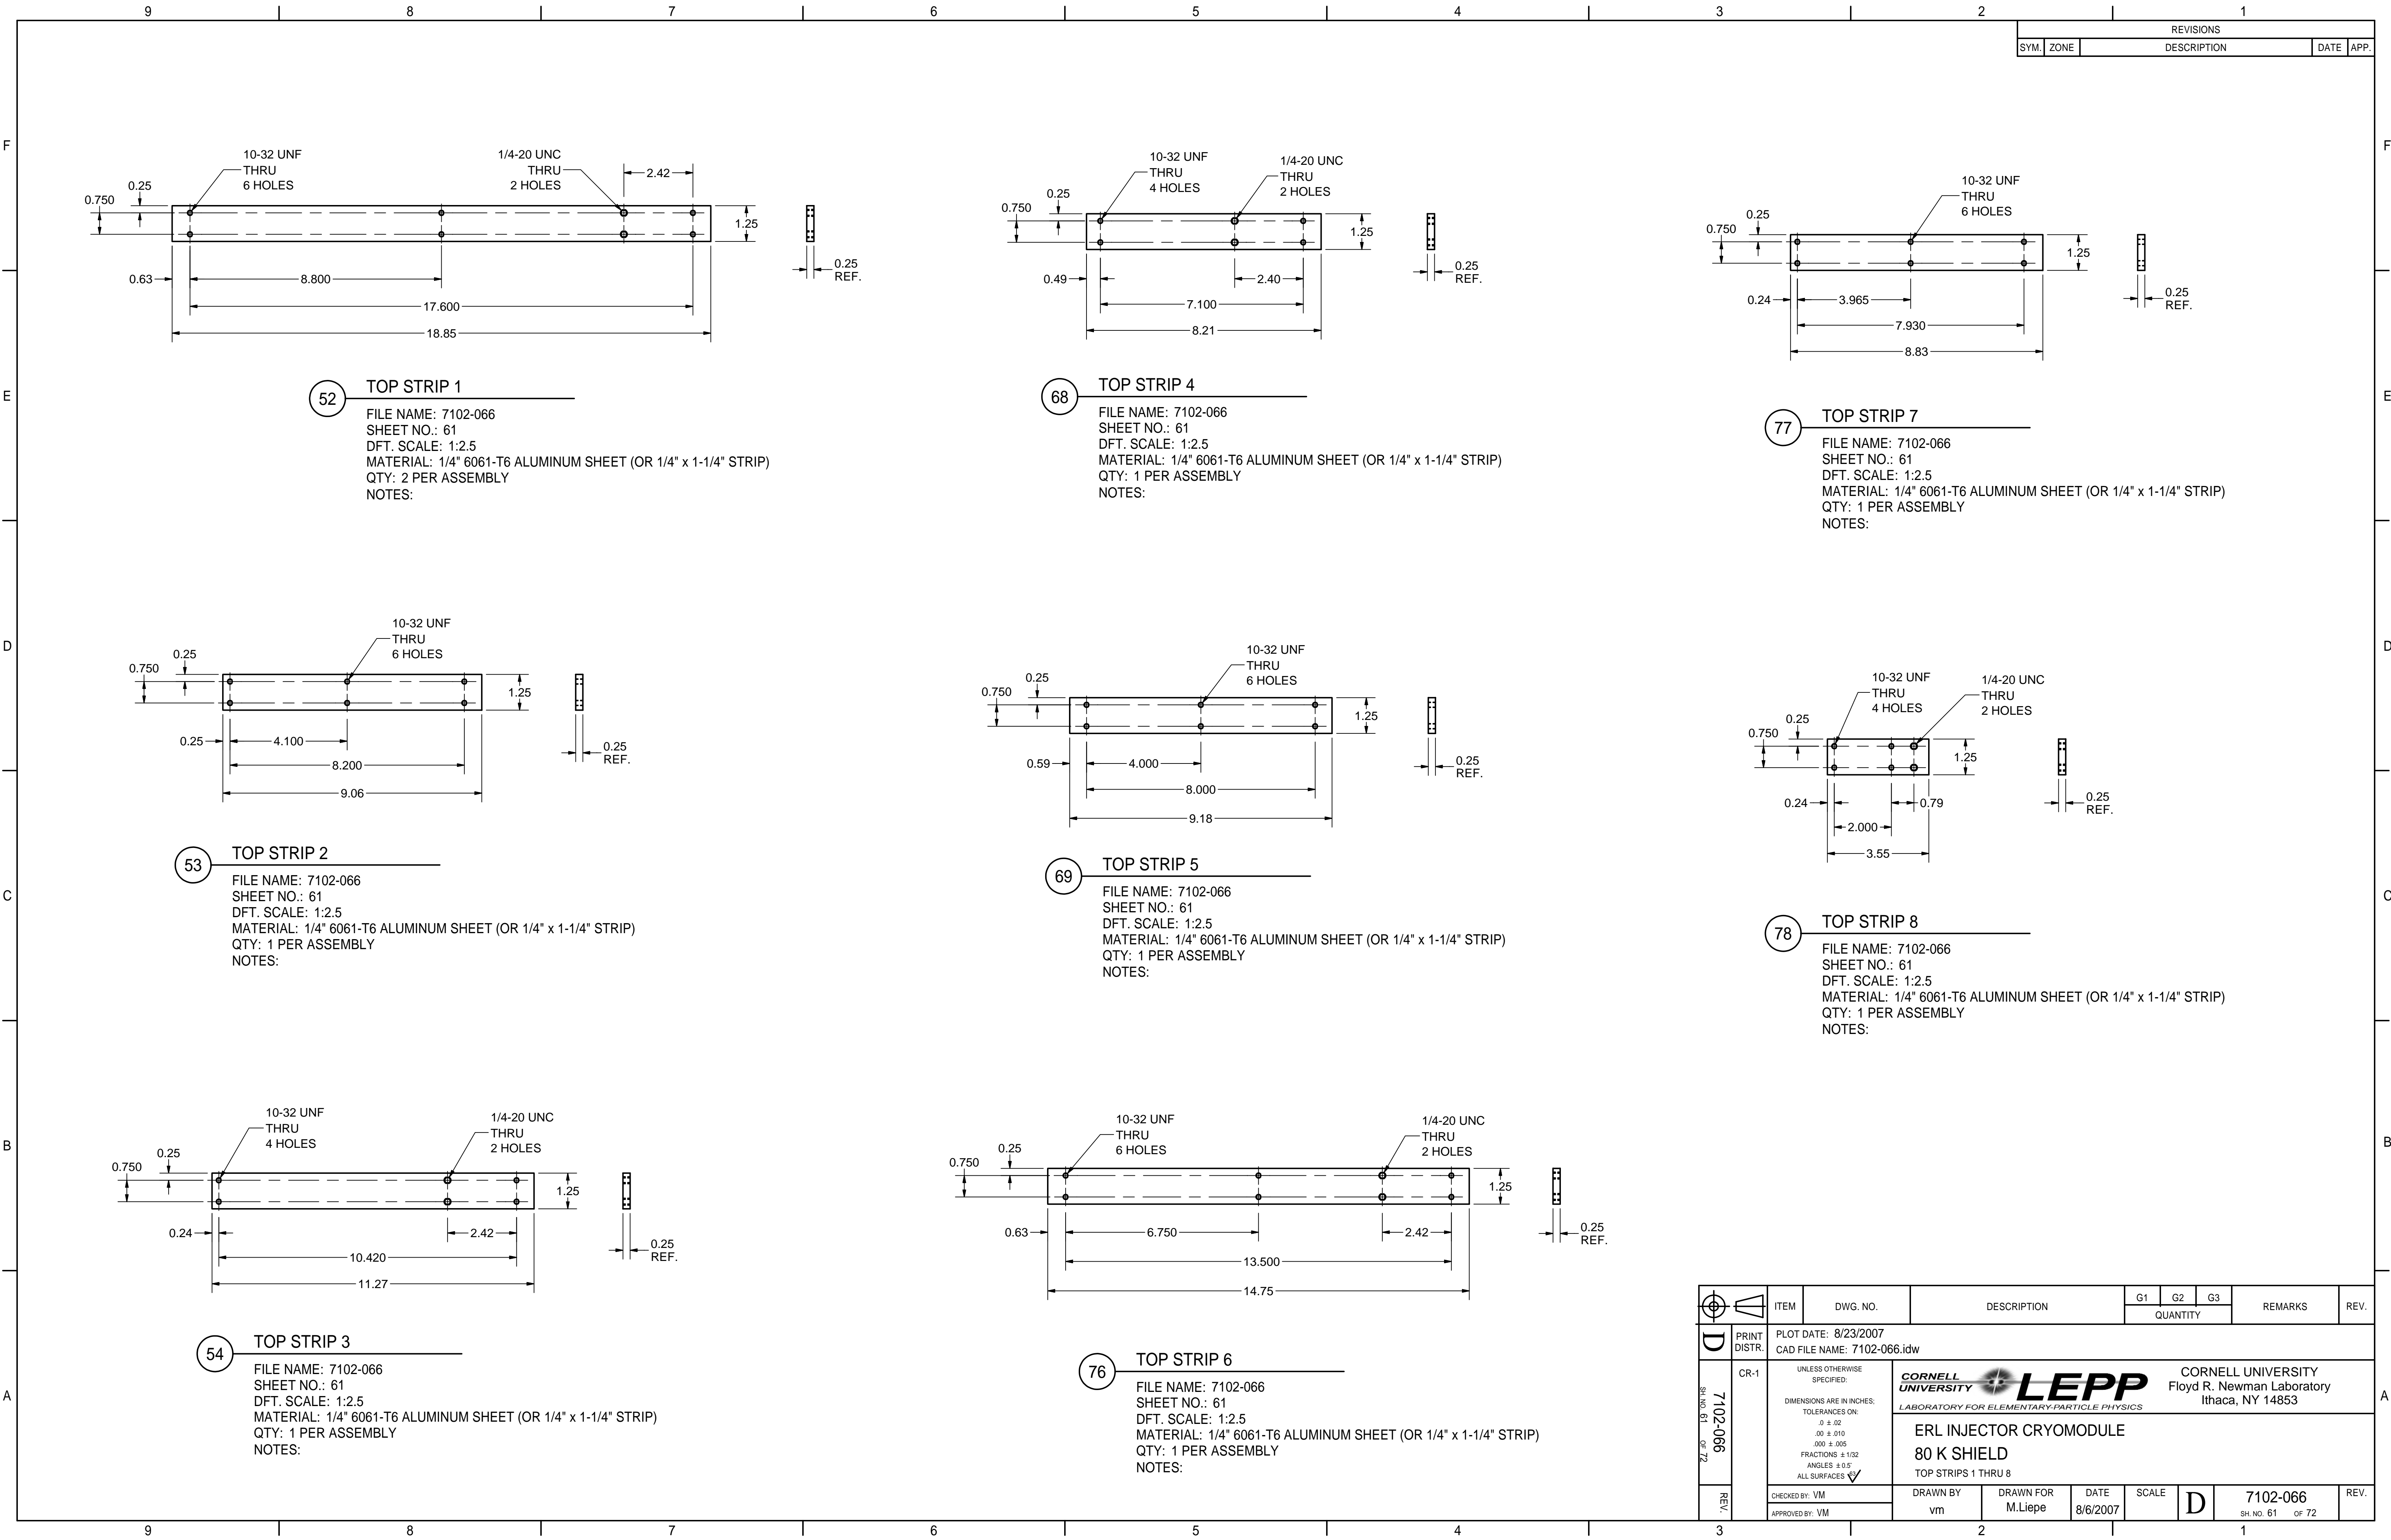 9 8 7 6 5 4 3 2 1
REVISIONS
SYM. ZONE DESCRIPTION DATE APP.
F
E
D
C
B
A
F
E
D
C
B
A
10-32 UNF
THRU
6 HOLES
1/4-20 UNC
THRU
2 HOLES
2.42
0.25
0.750
1.25
0.63
8.800
17.600
18.85
0.25
REF.
52
TOP STRIP 1
FILE NAME: 7102-066
SHEET NO.: 61
DFT. SCALE: 1:2.5
MATERIAL: 1/4" 6061-T6 ALUMINUM SHEET (OR 1/4" x 1-1/4" STRIP)
QTY: 2 PER ASSEMBLY
NOTES:
10-32 UNF
THRU
4 HOLES
1/4-20 UNC
THRU
2 HOLES
0.25
0.750
1.25
0.49
2.40
7.100
8.21
0.25
REF.
68
TOP STRIP 4
FILE NAME: 7102-066
SHEET NO.: 61
DFT. SCALE: 1:2.5
MATERIAL: 1/4" 6061-T6 ALUMINUM SHEET (OR 1/4" x 1-1/4" STRIP)
QTY: 1 PER ASSEMBLY
NOTES:
10-32 UNF
THRU
6 HOLES
0.25
0.750
1.25
0.24
3.965
7.930
8.83
0.25
REF.
77
TOP STRIP 7
FILE NAME: 7102-066
SHEET NO.: 61
DFT. SCALE: 1:2.5
MATERIAL: 1/4" 6061-T6 ALUMINUM SHEET (OR 1/4" x 1-1/4" STRIP)
QTY: 1 PER ASSEMBLY
NOTES:
10-32 UNF
THRU
6 HOLES
0.25
0.750
1.25
0.25
4.100
8.200
9.06
0.25
REF.
53
TOP STRIP 2
FILE NAME: 7102-066
SHEET NO.: 61
DFT. SCALE: 1:2.5
MATERIAL: 1/4" 6061-T6 ALUMINUM SHEET (OR 1/4" x 1-1/4" STRIP)
QTY: 1 PER ASSEMBLY
NOTES:
10-32 UNF
THRU
6 HOLES
0.25
0.750
1.25
0.59
4.000
8.000
9.18
0.25
REF.
69
TOP STRIP 5
FILE NAME: 7102-066
SHEET NO.: 61
DFT. SCALE: 1:2.5
MATERIAL: 1/4" 6061-T6 ALUMINUM SHEET (OR 1/4" x 1-1/4" STRIP)
QTY: 1 PER ASSEMBLY
NOTES:
10-32 UNF
THRU
4 HOLES
1/4-20 UNC
THRU
2 HOLES
0.25
0.750
1.25
0.24
0.79
2.000
3.55
0.25
REF.
78
TOP STRIP 8
FILE NAME: 7102-066
SHEET NO.: 61
DFT. SCALE: 1:2.5
MATERIAL: 1/4" 6061-T6 ALUMINUM SHEET (OR 1/4" x 1-1/4" STRIP)
QTY: 1 PER ASSEMBLY
NOTES:
10-32 UNF
THRU
4 HOLES
1/4-20 UNC
THRU
2 HOLES
0.25
0.750
1.25
0.24
2.42
10.420
11.27
0.25
REF.
54
TOP STRIP 3
FILE NAME: 7102-066
SHEET NO.: 61
DFT. SCALE: 1:2.5
MATERIAL: 1/4" 6061-T6 ALUMINUM SHEET (OR 1/4" x 1-1/4" STRIP)
QTY: 1 PER ASSEMBLY
NOTES:
10-32 UNF
THRU
6 HOLES
1/4-20 UNC
THRU
2 HOLES
0.25
0.750
1.25
0.63
6.750
2.42
13.500
14.75
0.25
REF.
76
TOP STRIP 6
FILE NAME: 7102-066
SHEET NO.: 61
DFT. SCALE: 1:2.5
MATERIAL: 1/4" 6061-T6 ALUMINUM SHEET (OR 1/4" x 1-1/4" STRIP)
QTY: 1 PER ASSEMBLY
NOTES:
ITEM DWG. NO. DESCRIPTION G1 G2 G3 REMARKS REV.
QUANTITY
D
PRINT
DISTR.
PLOT DATE: 8/23/2007
CAD FILE NAME: 7102-066.idw
CR-1
7102-066
SH. NO. 61 OF 72
REV.
UNLESS OTHERWISE
SPECIFIED:
DIMENSIONS ARE IN INCHES;
TOLERANCES ON:
.0 ± .02
.00 ± .010
.000 ± .005
FRACTIONS ± 1/32
ANGLES ± 0.5°
ALL SURFACES 63
CHECKED BY: VM
APPROVED BY: VM
CORNELL
UNIVERSITY
LEPP
LABORATORY FOR ELEMENTARY-PARTICLE PHYSICS
CORNELL UNIVERSITY
Floyd R. Newman Laboratory
Ithaca, NY 14853
ERL INJECTOR CRYOMODULE
80 K SHIELD
TOP STRIPS 1 THRU 8
DRAWN BY
vm
DRAWN FOR
M.Liepe
DATE
8/6/2007
SCALE
D
7102-066
SH. NO. 61 OF 72
REV.
9 8 7 6 5 4 3 2 1